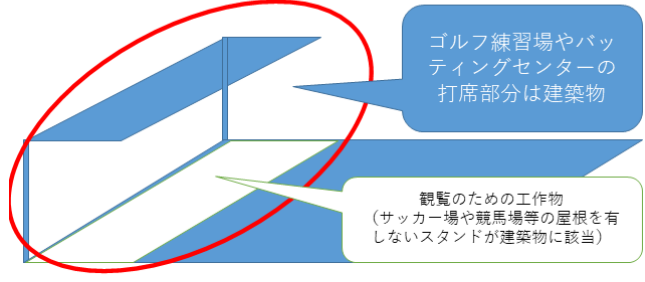 ゴルフ練習場やバッ
ティングセンターの
打席部分は建築物
観覧のための工作物
（サッカー場や競馬場等の屋根を有
しないスタンドが建築物に該当）